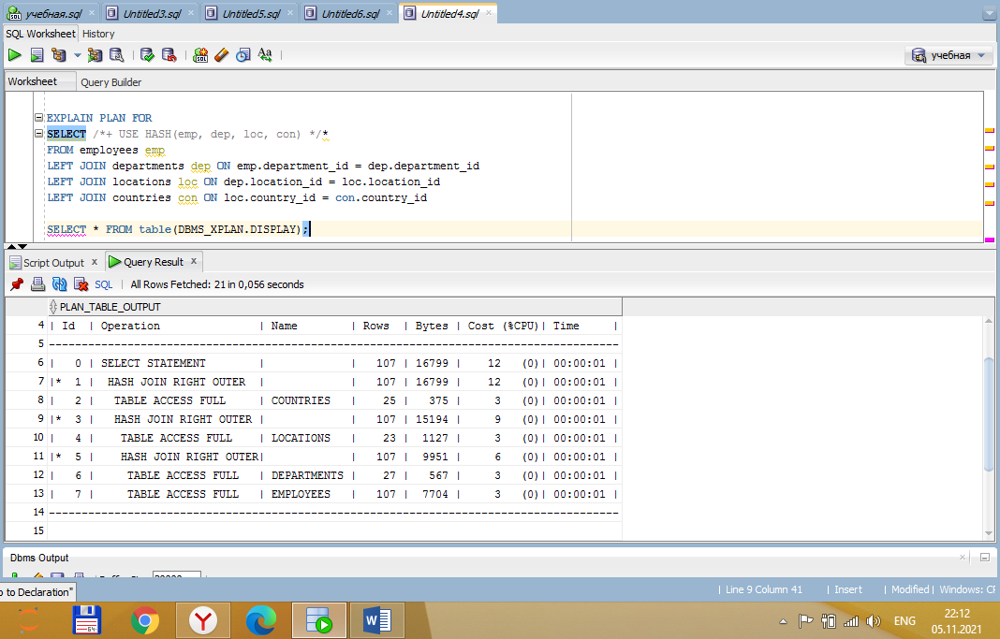 учебная.sql Untitled3.sql Untitled5.sql Untitled6.sql Untitled4.sql
SQL Worksheet History
учебная
Worksheet Query Builder
EXPLAIN PLAN FOR
SELECT /*+ USE HASH(emp, dep, loc, con) */*
FROM employees emp
LEFT JOIN departments dep ON emp.department_id = dep.department_id
LEFT JOIN locations loc ON dep.location_id = loc.location_id
LEFT JOIN countries con ON loc.country_id = con.country_id
SELECT * FROM table(DBMS_XPLAN.DISPLAY);
Script Output x Query Result x
SQL | All Rows Fetched: 21 in 0,056 seconds
PLAN_TABLE_OUTPUT
4 | Id | Operation | Name | Rows | Bytes | Cost (%CPU)| Time |
5 ---------------------------------------------------------------------------------------
6 | 0 | SELECT STATEMENT | | 107 | 16799 | 12 (0)| 00:00:01 |
7 |* 1 | HASH JOIN RIGHT OUTER | | 107 | 16799 | 12 (0)| 00:00:01 |
8 | 2 | TABLE ACCESS FULL | COUNTRIES | 25 | 375 | 3 (0)| 00:00:01 |
9 |* 3 | HASH JOIN RIGHT OUTER | | 107 | 15194 | 9 (0)| 00:00:01 |
10 | 4 | TABLE ACCESS FULL | LOCATIONS | 23 | 1127 | 3 (0)| 00:00:01 |
11 |* 5 | HASH JOIN RIGHT OUTER| | 107 | 9951 | 6 (0)| 00:00:01 |
12 | 6 | TABLE ACCESS FULL | DEPARTMENTS | 27 | 567 | 3 (0)| 00:00:01 |
13 | 7 | TABLE ACCESS FULL | EMPLOYEES | 107 | 7704 | 3 (0)| 00:00:01 |
14 ---------------------------------------------------------------------------------------
15
Dbms Output
o to Declaration" | Line 9 Column 41 | Insert | Modified | Windows: CF
ENG 22:12
05.11.2021